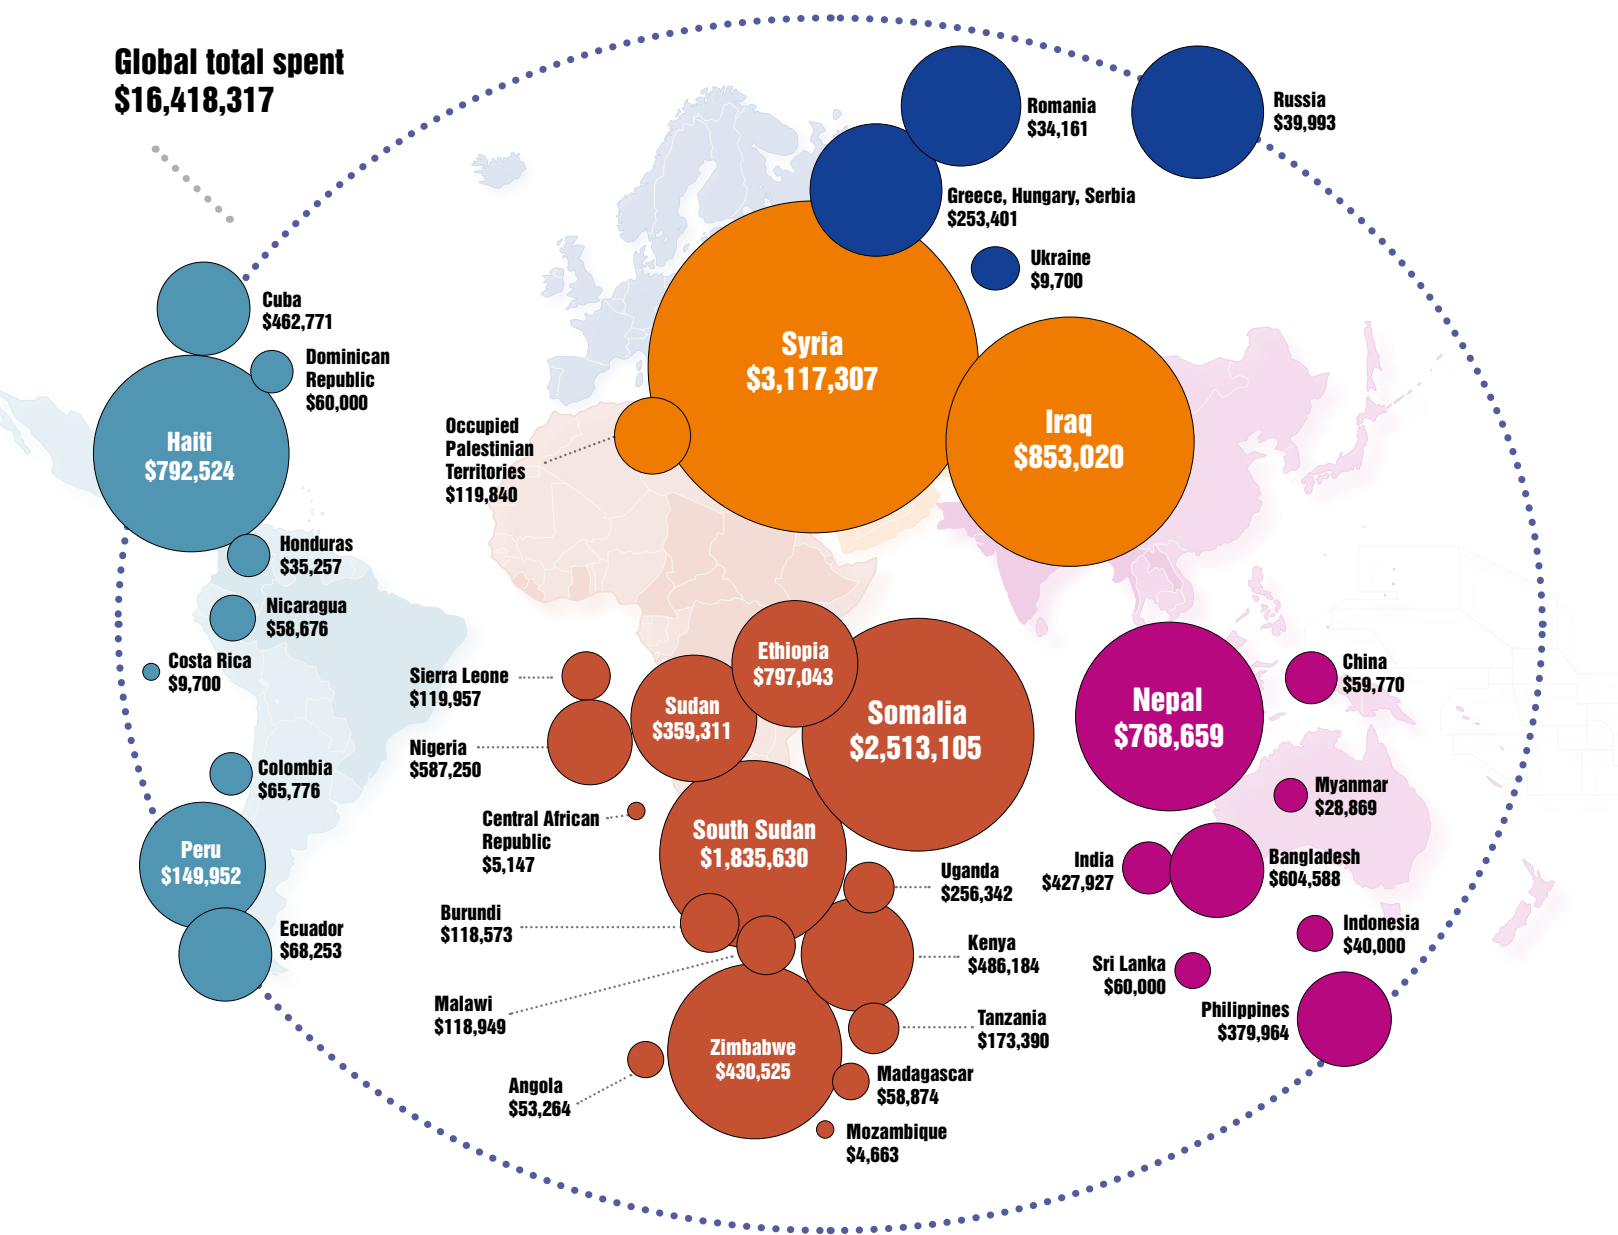 Global total spent
$16,418,317
Romania
$34,161
Russia
$39,993
Greece, Hungary, Serbia
$253,401
Ukraine
$9,700
Cuba
$462,771
Dominican
Republic
$60,000
Haiti
$792,524
Honduras
$35,257
Nicaragua
$58,676
Costa Rica
$9,700
Colombia
$65,776
Peru
$149,952
Ecuador
$68,253
Syria
$3,117,307
Iraq
$853,020
Occupied
Palestinian
Territories
$119,840
Ethiopia
$797,043
Sierra Leone
$119,957
Sudan
$359,311
Somalia
$2,513,105
Nigeria
$587,250
Central African
Republic
$5,147
South Sudan
$1,835,630
Uganda
$256,342
Burundi
$118,573
Kenya
$486,184
Malawi
$118,949
Tanzania
$173,390
Zimbabwe
$430,525
Angola
$53,264
Madagascar
$58,874
Mozambique
$4,663
Nepal
$768,659
China
$59,770
Myanmar
$28,869
India
$427,927
Bangladesh
$604,588
Indonesia
$40,000
Sri Lanka
$60,000
Philippines
$379,964